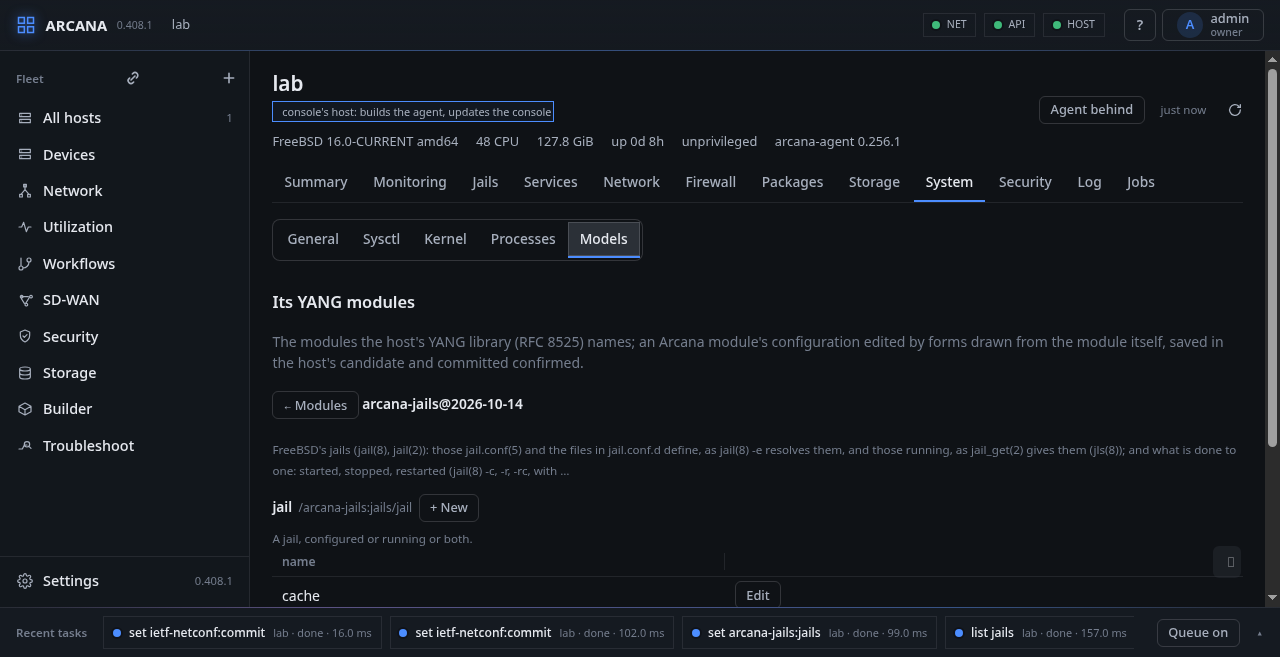 ARCANA 0.408.1 lab
NET API HOST ? A admin owner
Fleet
All hosts 1
Devices
Network
Utilization
Workflows
SD-WAN
Security
Storage
Builder
Troubleshoot
Settings 0.408.1
lab
console's host: builds the agent, updates the console
Agent behind just now
FreeBSD 16.0-CURRENT amd64 48 CPU 127.8 GiB up 0d 8h unprivileged arcana-agent 0.256.1
Summary Monitoring Jails Services Network Firewall Packages Storage System Security Log Jobs
General Sysctl Kernel Processes Models
Its YANG modules
The modules the host's YANG library (RFC 8525) names; an Arcana module's configuration edited by forms drawn from the module itself, saved in
the host's candidate and committed confirmed.
← Modules arcana-jails@2026-10-14
FreeBSD's jails (jail(8), jail(2)): those jail.conf(5) and the files in jail.conf.d define, as jail(8) -e resolves them, and those running, as jail_get(2) gives them (jls(8)); and what is done to
one: started, stopped, restarted (jail(8) -c, -r, -rc, with ...
jail /arcana-jails:jails/jail + New
A jail, configured or running or both.
name
cache Edit
Recent tasks set ietf-netconf:commit lab · done · 16.0 ms set ietf-netconf:commit lab · done · 102.0 ms set arcana-jails:jails lab · done · 99.0 ms list jails lab · done · 157.0 ms Queue on